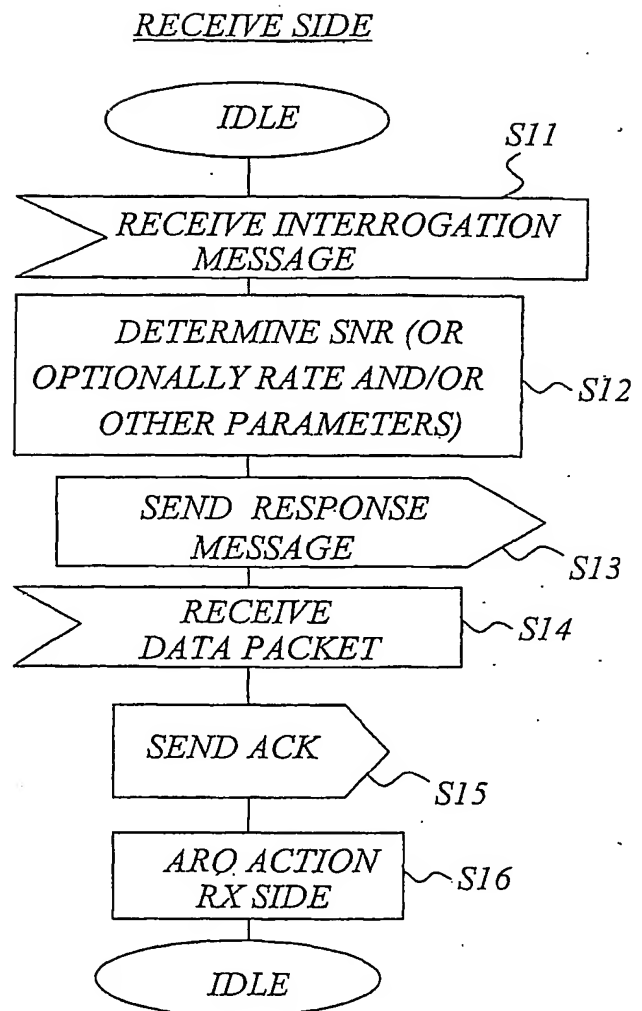 RECEIVE SIDE
IDLE
S11
RECEIVE INTERROGATION
MESSAGE
DETERMINE SNR (OR
OPTIONALLY RATE AND/OR
OTHER PARAMETERS)
S12
SEND RESPONSE
MESSAGE
S13
RECEIVE
DATA PACKET
S14
SEND ACK
S15
ARQ ACTION
RX SIDE
S16
IDLE